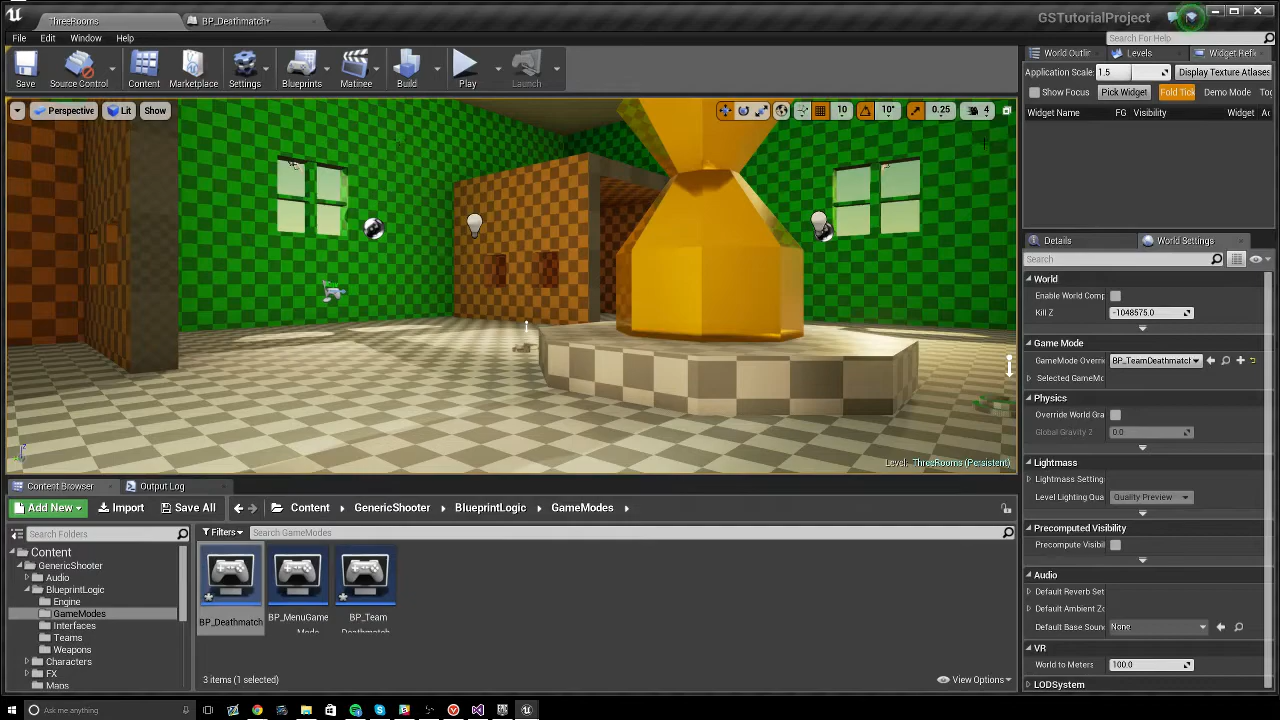 ThreeRooms
BP_Deathmatch•
GSTutorialProject
File
Edit
Window
Help
Search For Help
Save
Source Control
Content
Marketplace
Settings
Blueprints
Matinee
Build
Play
Launch
World Outlir
Levels
Widget Refle
Application Scale:
1.5
Display Texture Atlases
Show Focus
Pick Widget
Fold Tick
Demo Mode
Tog
Widget Name
FG
Visibility
Widget
Perspective
Lit
Show
10
10°
0.25
4
Level: ThreeRooms (Persistent)
Details
World Settings
Search
World
Enable World Comp
Kill Z
-1048575.0
Game Mode
GameMode Overri
BP_TeamDeathmatch
Selected GameMo
Physics
Override World Gra
Global Gravity Z
0.0
Lightmass
Lightmass Setting
Level Lighting Qua
Quality Preview
Precomputed Visibility
Precompute Visibil
Audio
Default Reverb Set
Default Ambient Zo
Default Base Soun
None
VR
World to Meters
100.0
LODSystem
Content Browser
Output Log
Add New
Import
Save All
Content
GenericShooter
BlueprintLogic
GameModes
Search Folders
Filters
Search GameModes
Content
GenericShooter
Audio
BlueprintLogic
Engine
GameModes
Interfaces
Teams
Weapons
Characters
FX
Maps
BP_Deathmatch
BP_MenuGame
Mode
BP_Team
Deathmatch
3 items (1 selected)
View Options
Ask me anything